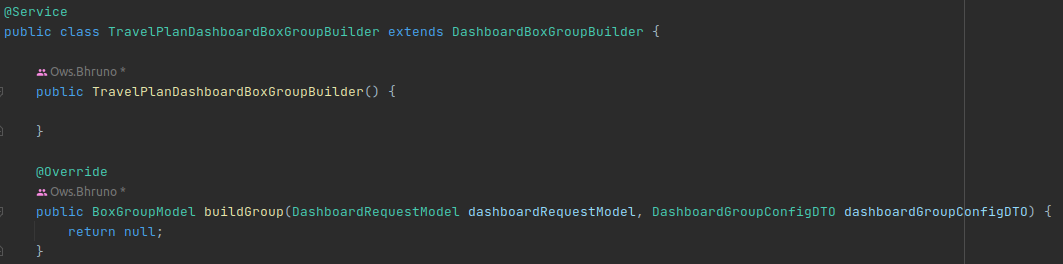 @Service
public class TravelPlanDashboardBoxGroupBuilder extends DashboardBoxGroupBuilder {
Ows.Bhruno *
public TravelPlanDashboardBoxGroupBuilder() {
}
@Override
Ows.Bhruno *
public BoxGroupModel buildGroup(DashboardRequestModel dashboardRequestModel, DashboardGroupConfigDTO dashboardGroupConfigDTO) {
return null;
}